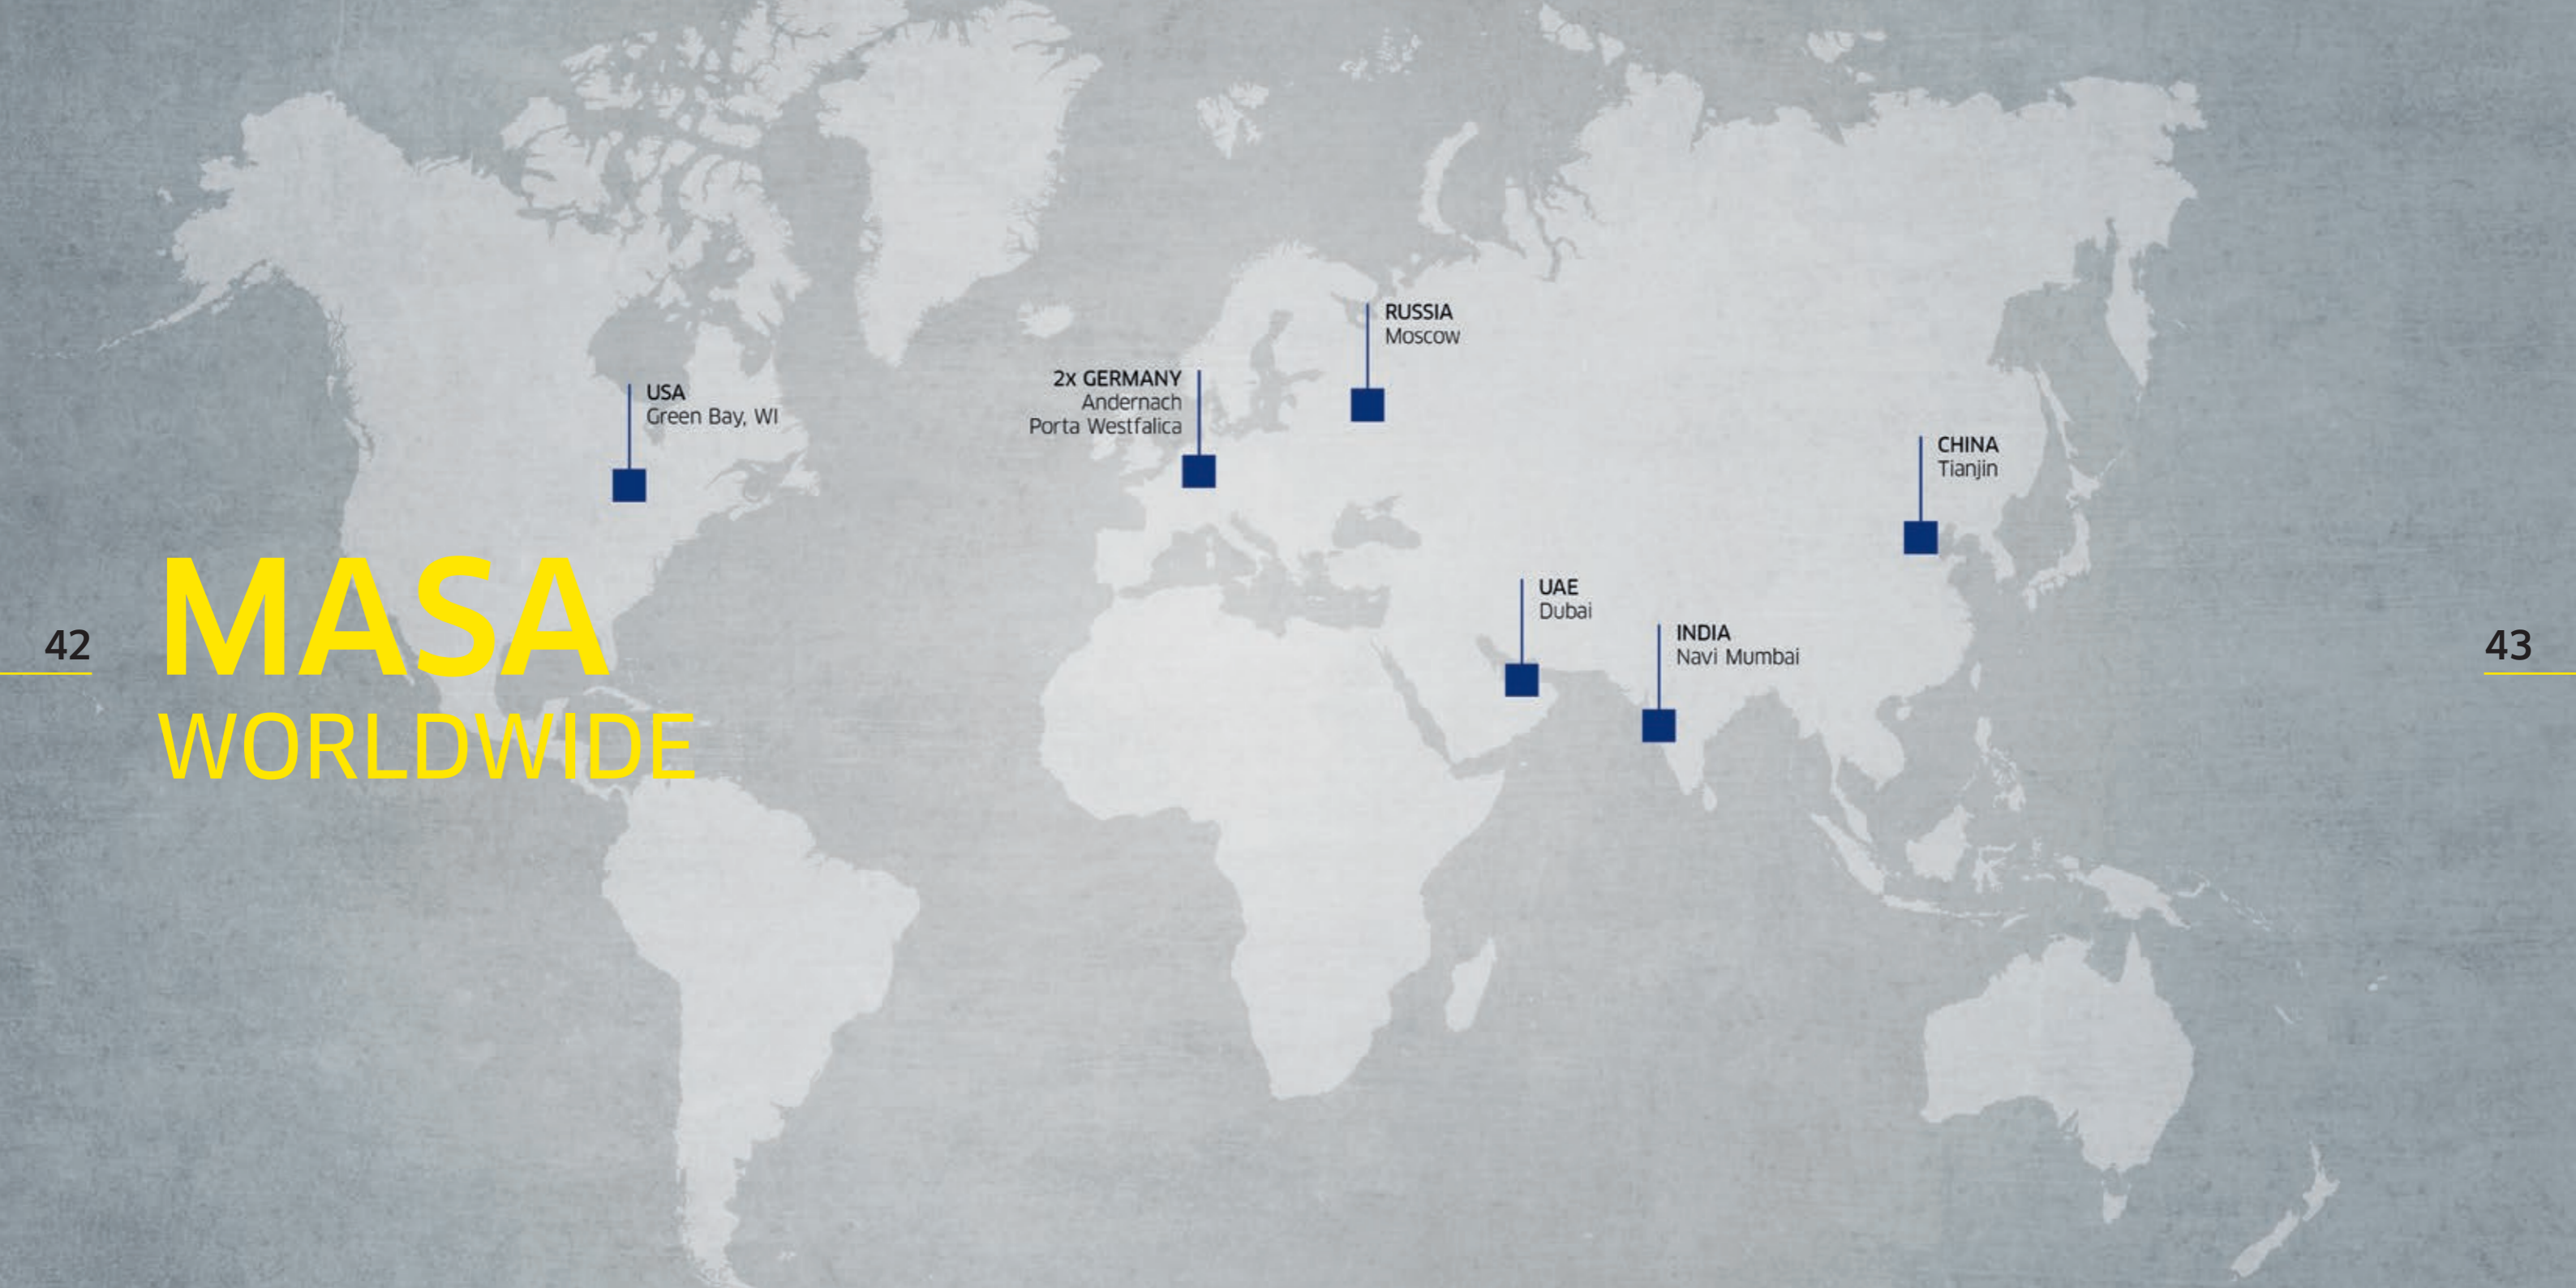 RUSSIA
Moscow
2x GERMANY
Andernach
Porta Westfalica
USA
Green Bay, WI
CHINA
Tianjin
UAE
Dubai
INDIA
Navi Mumbai
MASA
WORLDWIDE
42
43